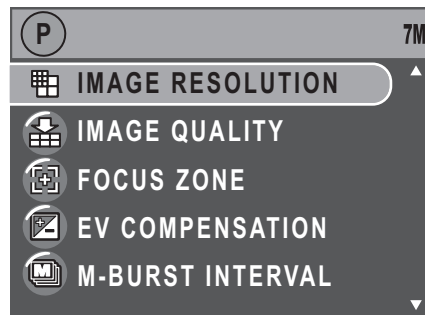 P 7M
IMAGE RESOLUTION
IMAGE QUALITY
FOCUS ZONE
EV COMPENSATION
M-BURST INTERVAL